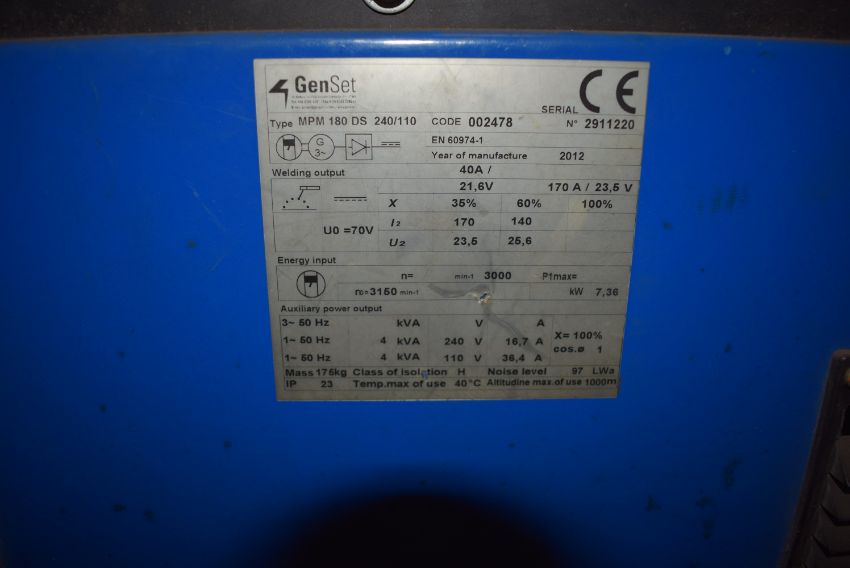 GenSet
CE
Type MPM 180 DS 240/110 CODE 002478 SERIAL N° 2911220
G
3~
EN 60974-1
Year of manufacture 2012
Welding output 40A /
21,6V 170 A / 23,5 V
X 35% 60% 100%
U0 =70V I2 170 140
U2 23,5 25,6
Energy input
n= min-1 3000 P1max=
n0=3150 min-1 kW 7,36
Auxiliary power output
3~ 50 Hz kVA V A X= 100%
1~ 50 Hz 4 kVA 240 V 16,7 A
cos.ø 1
1~ 50 Hz 4 kVA 110 V 36,4 A
Mass 175kg Class of isolation H Noise level 97 LWa
IP 23 Temp.max of use 40°C Altitudine max.of use 1000m